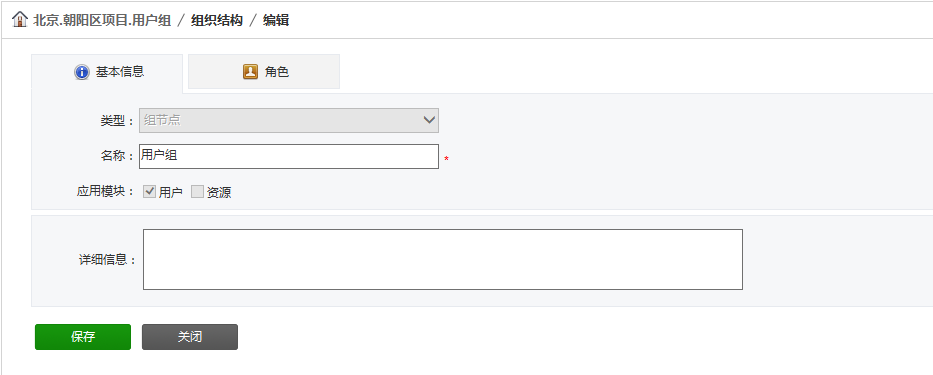 北京.朝阳区项目.用户组 / 组织结构 / 编辑
基本信息 角色
类型： 组节点
名称： 用户组 *
应用模块： 用户 资源
详细信息：
保存 关闭